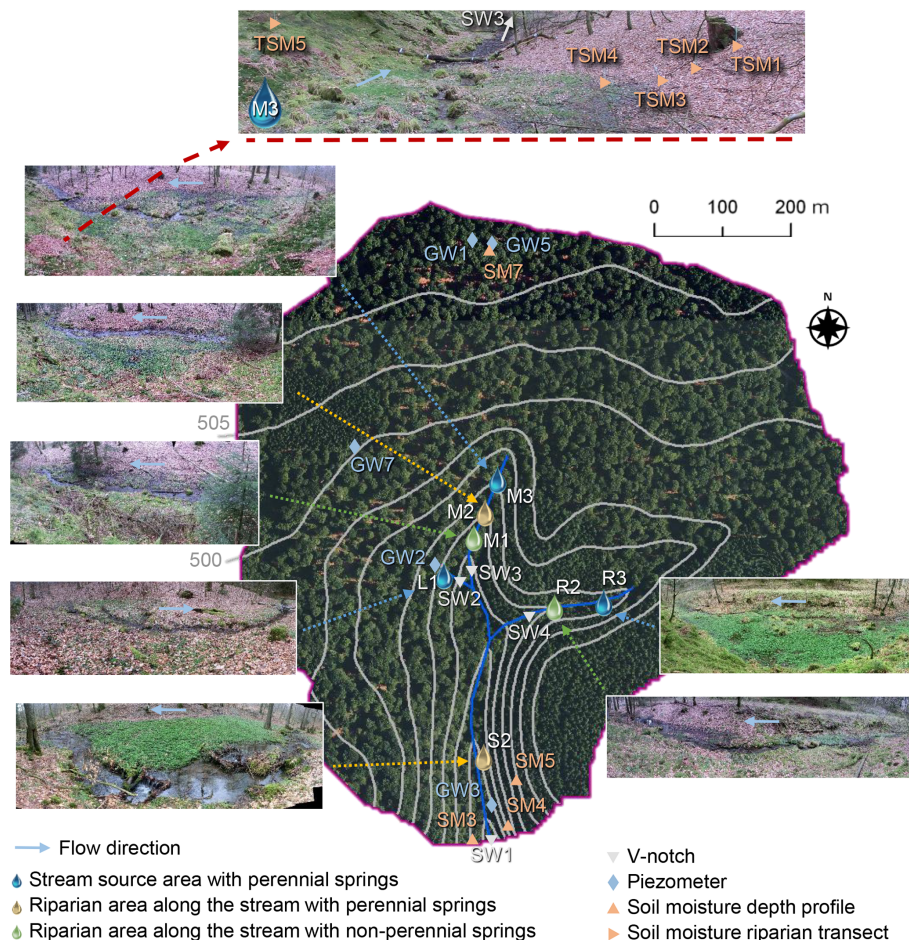 SW3
TSM5
TSM4
TSM2
TSM1
TSM3
M3
0 100 200 m
GW1
GW5
SM7
N
505
GW7
M3
M2
M1
500
GW2
SW3
L1
SW2
R2
R3
SW4
S2
SM5
GW3
SM4
SM3
SW1
Flow direction
Stream source area with perennial springs
Riparian area along the stream with perennial springs
Riparian area along the stream with non-perennial springs
V-notch
Piezometer
Soil moisture depth profile
Soil moisture riparian transect